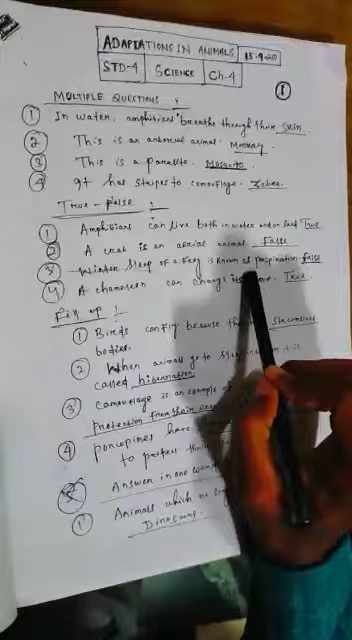 ADAPTATIONS IN ANIMALS 15-9-20
STD-4 SCIENCE Ch-4
①
MULTIPLE QUESTIONS :
① In water, amphibians breathe through their skin.
② This is an arboreal animal. Monkey.
③ This is a parasite. Mosquito.
④ It has stripes to camouflage. Zebra.
True - False :
① Amphibians can live both in water and on land True
② A crab is an aerial animal. False
③ Winter sleep of a Frog is known as perspiration False
④ A chameleon can change its True.
Fill up :
① Birds can fly because streamlined
bodies.
② When animals go to it is
called hibernation
③ Camouflage is an example of
Protection from their
④ Porcupines have
to protect their
Answer in one word
① Animals which no
Dinosaurs.